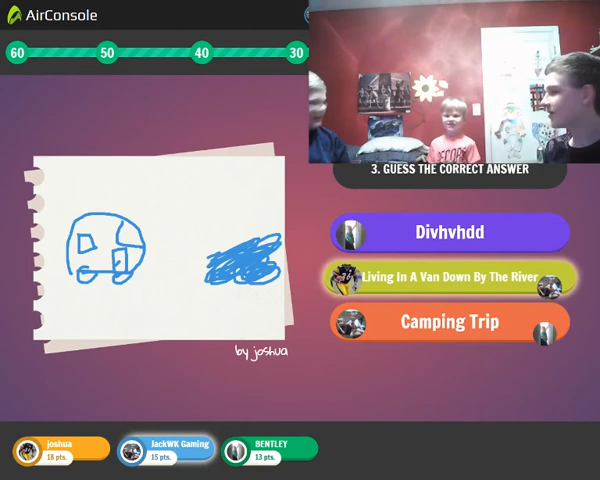 AirConsole
60 50 40 30
3. GUESS THE CORRECT ANSWER
Divhvhdd
Living In A Van Down By The River
Camping Trip
by joshua
joshua
18 pts.
JackWK Gaming
15 pts.
BENTLEY
13 pts.